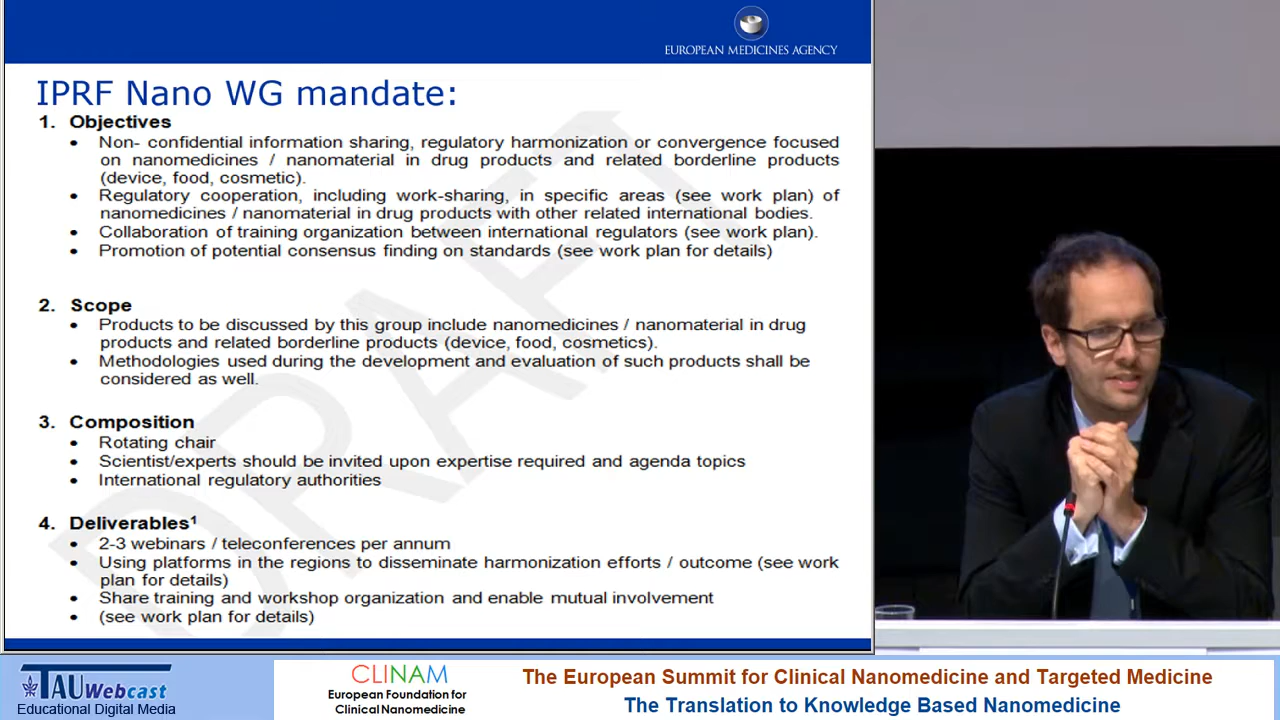 EUROPEAN MEDICINES AGENCY
IPRF Nano WG mandate:
1. Objectives
• Non- confidential information sharing, regulatory harmonization or convergence focused
on nanomedicines / nanomaterial in drug products and related borderline products
(device, food, cosmetic).
• Regulatory cooperation, including work-sharing, in specific areas (see work plan) of
nanomedicines / nanomaterial in drug products with other related international bodies.
• Collaboration of training organization between international regulators (see work plan).
• Promotion of potential consensus finding on standards (see work plan for details)
2. Scope
• Products to be discussed by this group include nanomedicines / nanomaterial in drug
products and related borderline products (device, food, cosmetics).
• Methodologies used during the development and evaluation of such products shall be
considered as well.
3. Composition
• Rotating chair
• Scientist/experts should be invited upon expertise required and agenda topics
• International regulatory authorities
4. Deliverables¹
• 2-3 webinars / teleconferences per annum
• Using platforms in the regions to disseminate harmonization efforts / outcome (see work
plan for details)
• Share training and workshop organization and enable mutual involvement
• (see work plan for details)
DRAFT
TAU Webcast
Educational Digital Media
CLINAM
European Foundation for
Clinical Nanomedicine
The European Summit for Clinical Nanomedicine and Targeted Medicine
The Translation to Knowledge Based Nanomedicine